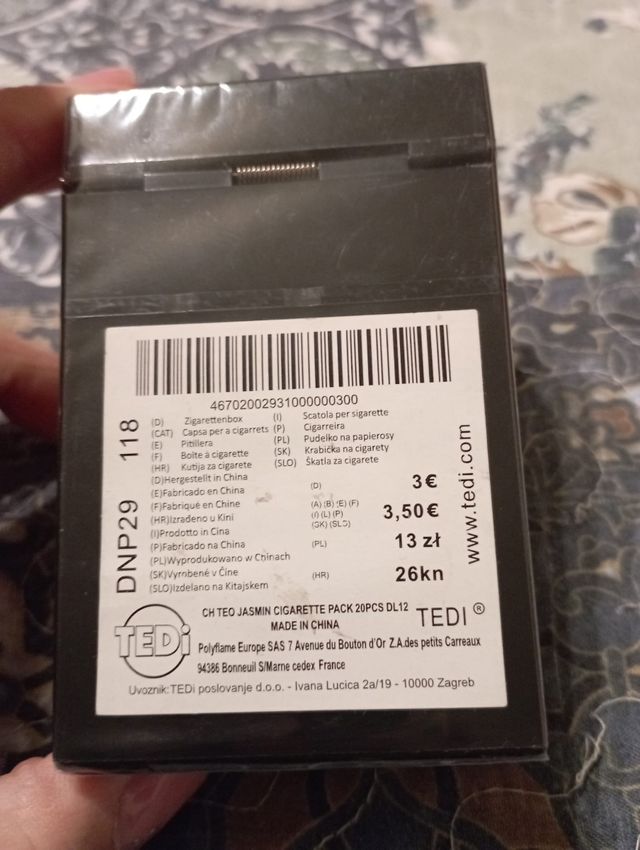 46702002931000000300
(D) Zigarettenbox
(CAT) Capsa per a cigarrets
(E) Pitillera
(F) Boîte à cigarette
(HR) Kutija za cigarete
(I) Scatola per sigarette
(P) Cigarreira
(PL) Pudełko na papierosy
(SK) Krabička na cigarety
(SLO) Škatla za cigarete
(D)Hergestellt in China
(E)Fabricado en China
(F)Fabriqué en Chine
(HR)Izrađeno u Kini
(I)Prodotto in Cina
(P)Fabricado na China
(PL)Wyprodukowano w Chinach
(SK)Vyrobené v Číne
(SLO)Izdelano na Kitajskem
(D) 3€
(A) (B) (E) (F)
(I) (L) (P) 3,50€
(SK) (SLO)
(PL) 13 zł
(HR) 26kn
DNP29 118
www.tedi.com
CH TEO JASMIN CIGARETTE PACK 20PCS DL12
MADE IN CHINA
TEDI ®
TEDi
Polyflame Europe SAS 7 Avenue du Bouton d'Or Z.A.des petits Carreaux
94386 Bonneuil S/Marne cedex France
Uvoznik:TEDi poslovanje d.o.o. - Ivana Lucica 2a/19 - 10000 Zagreb